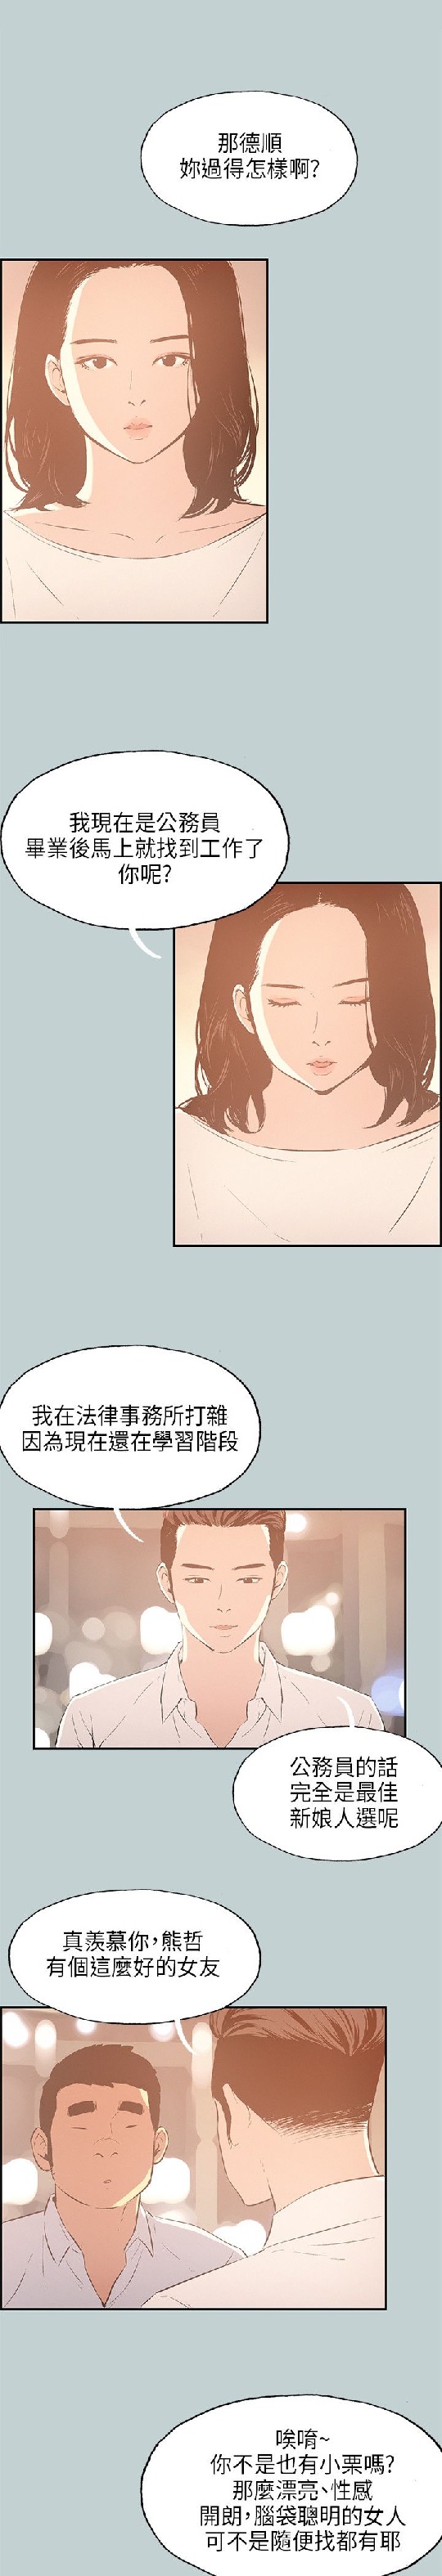 那德順
妳過得怎樣啊?
我現在是公務員
畢業後馬上就找到工作了
你呢?
我在法律事務所打雜
因為現在還在學習階段
公務員的話
完全是最佳
新娘人選呢
真羨慕你,熊哲
有個這麼好的女友
唉唷~
你不是也有小栗嗎?
那麼漂亮、性感
開朗,腦袋聰明的女人
可不是隨便找都有耶